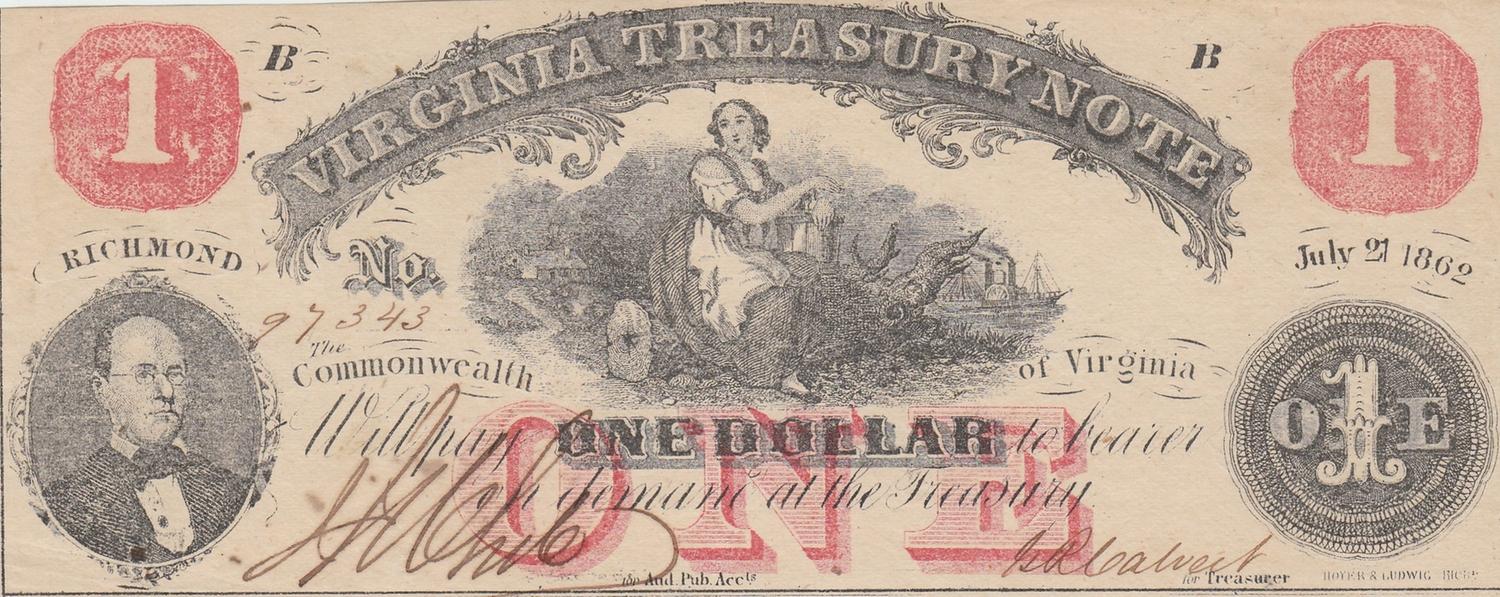 1 B VIRGINIA TREASURY NOTE B 1
RICHMOND
No.
July 21 1862
97343
The
Commonwealth of Virginia
Will pay ONE DOLLAR to bearer
on demand at the Treasury
ONE
O 1 E
J R Calvert
for Aud. Pub. Accts
for Treasurer
HOYER & LUDWIG